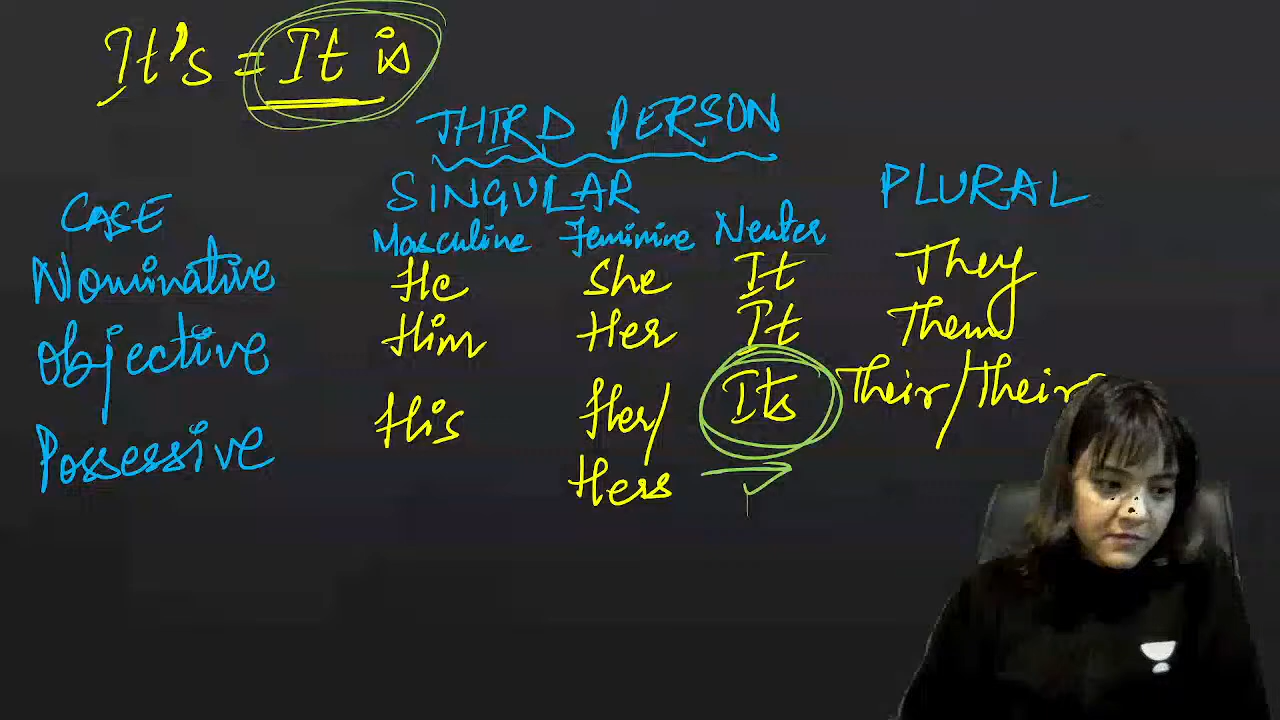 It's = It is
THIRD PERSON
CASE SINGULAR PLURAL
Masculine Feminine Neuter
Nominative He She It They
Objective Him Her It Them
Possessive His Her/ Its Their/Theirs
Hers